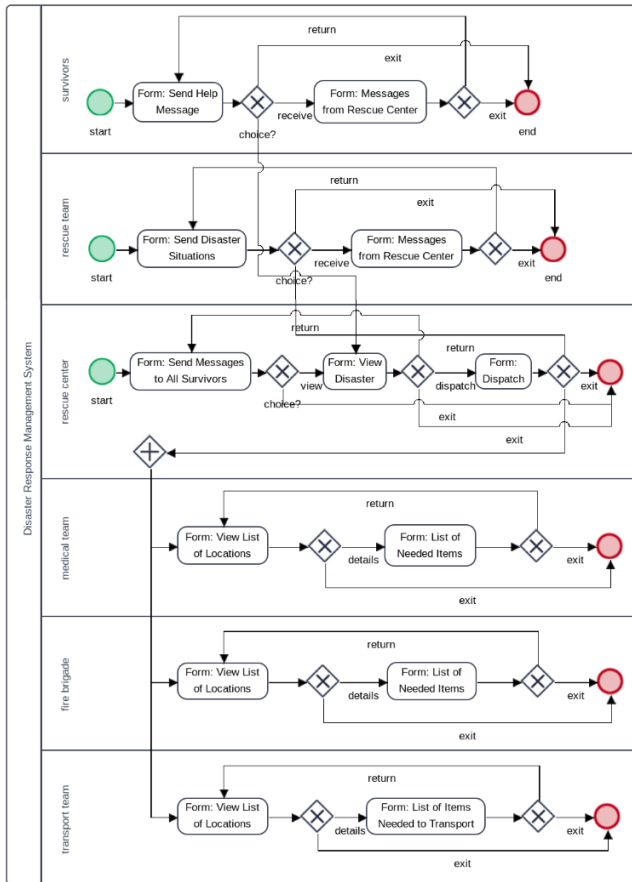 Disaster Response Management System
survivors
return
exit
Form: Send Help
Message
Form: Messages
from Rescue Center
start
choice?
receive
exit
end
rescue team
return
exit
Form: Send Disaster
Situations
Form: Messages
from Rescue Center
start
choice?
receive
exit
end
rescue center
return
return
Form: Send Messages
to All Survivors
Form: View
Disaster
Form:
Dispatch
start
choice?
view
dispatch
exit
exit
exit
medical team
return
Form: View List
of Locations
Form: List of
Needed Items
details
exit
exit
fire brigade
return
Form: View List
of Locations
Form: List of
Needed Items
details
exit
exit
transport team
return
Form: View List
of Locations
Form: List of Items
Needed to Transport
details
exit
exit